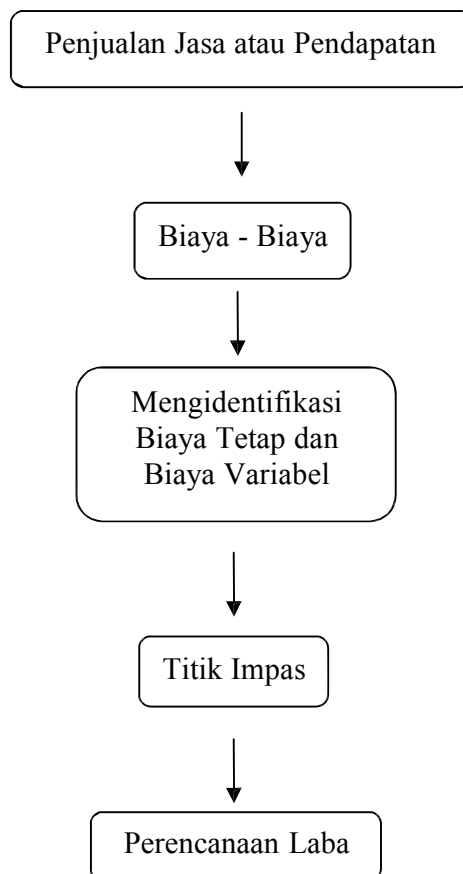 Penjualan Jasa atau Pendapatan
Biaya - Biaya
Mengidentifikasi
Biaya Tetap dan
Biaya Variabel
Titik Impas
Perencanaan Laba